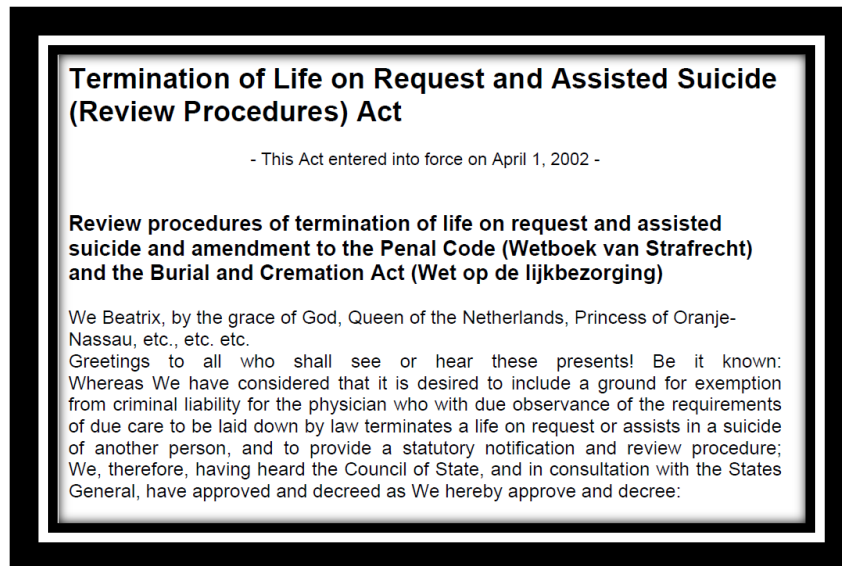 Termination of Life on Request and Assisted Suicide
(Review Procedures) Act
- This Act entered into force on April 1, 2002 -
Review procedures of termination of life on request and assisted
suicide and amendment to the Penal Code (Wetboek van Strafrecht)
and the Burial and Cremation Act (Wet op de lijkbezorging)
We Beatrix, by the grace of God, Queen of the Netherlands, Princess of Oranje-
Nassau, etc., etc. etc.
Greetings to all who shall see or hear these presents! Be it known:
Whereas We have considered that it is desired to include a ground for exemption
from criminal liability for the physician who with due observance of the requirements
of due care to be laid down by law terminates a life on request or assists in a suicide
of another person, and to provide a statutory notification and review procedure;
We, therefore, having heard the Council of State, and in consultation with the States
General, have approved and decreed as We hereby approve and decree: